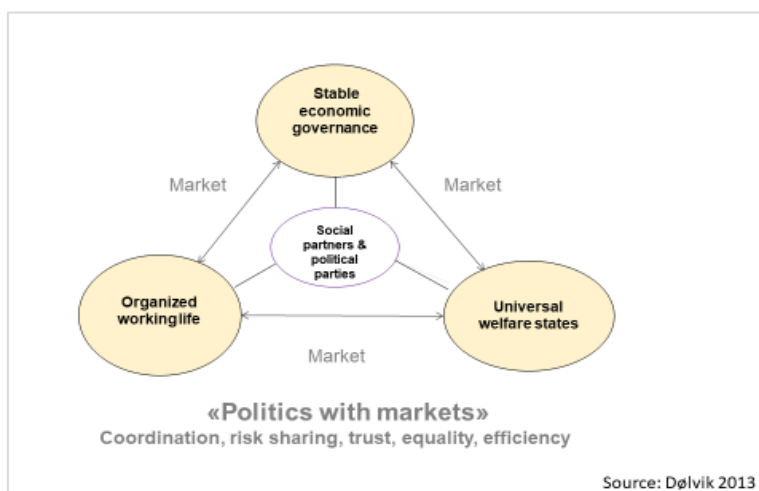 Stable
economic
governance
Market
Market
Social
partners &
political
parties
Organized
working life
Universal
welfare states
Market
«Politics with markets»
Coordination, risk sharing, trust, equality, efficiency
Source: Dølvik 2013